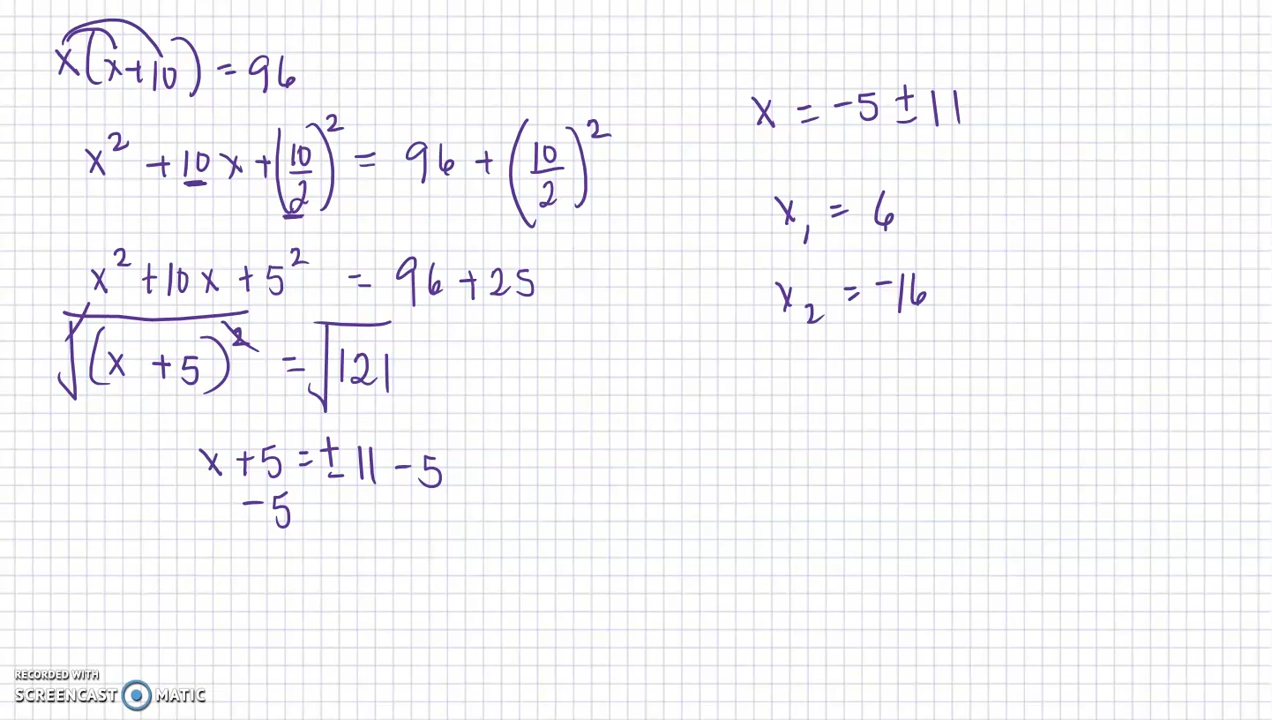 x(x+10) = 96
x² + 10x + (10/2)² = 96 + (10/2)²
x² + 10x + 5² = 96 + 25
√(x + 5)² = √121
x + 5 = ± 11 - 5
- 5
x = -5 ± 11
x₁ = 6
x₂ = -16
RECORDED WITH
SCREENCAST MATIC